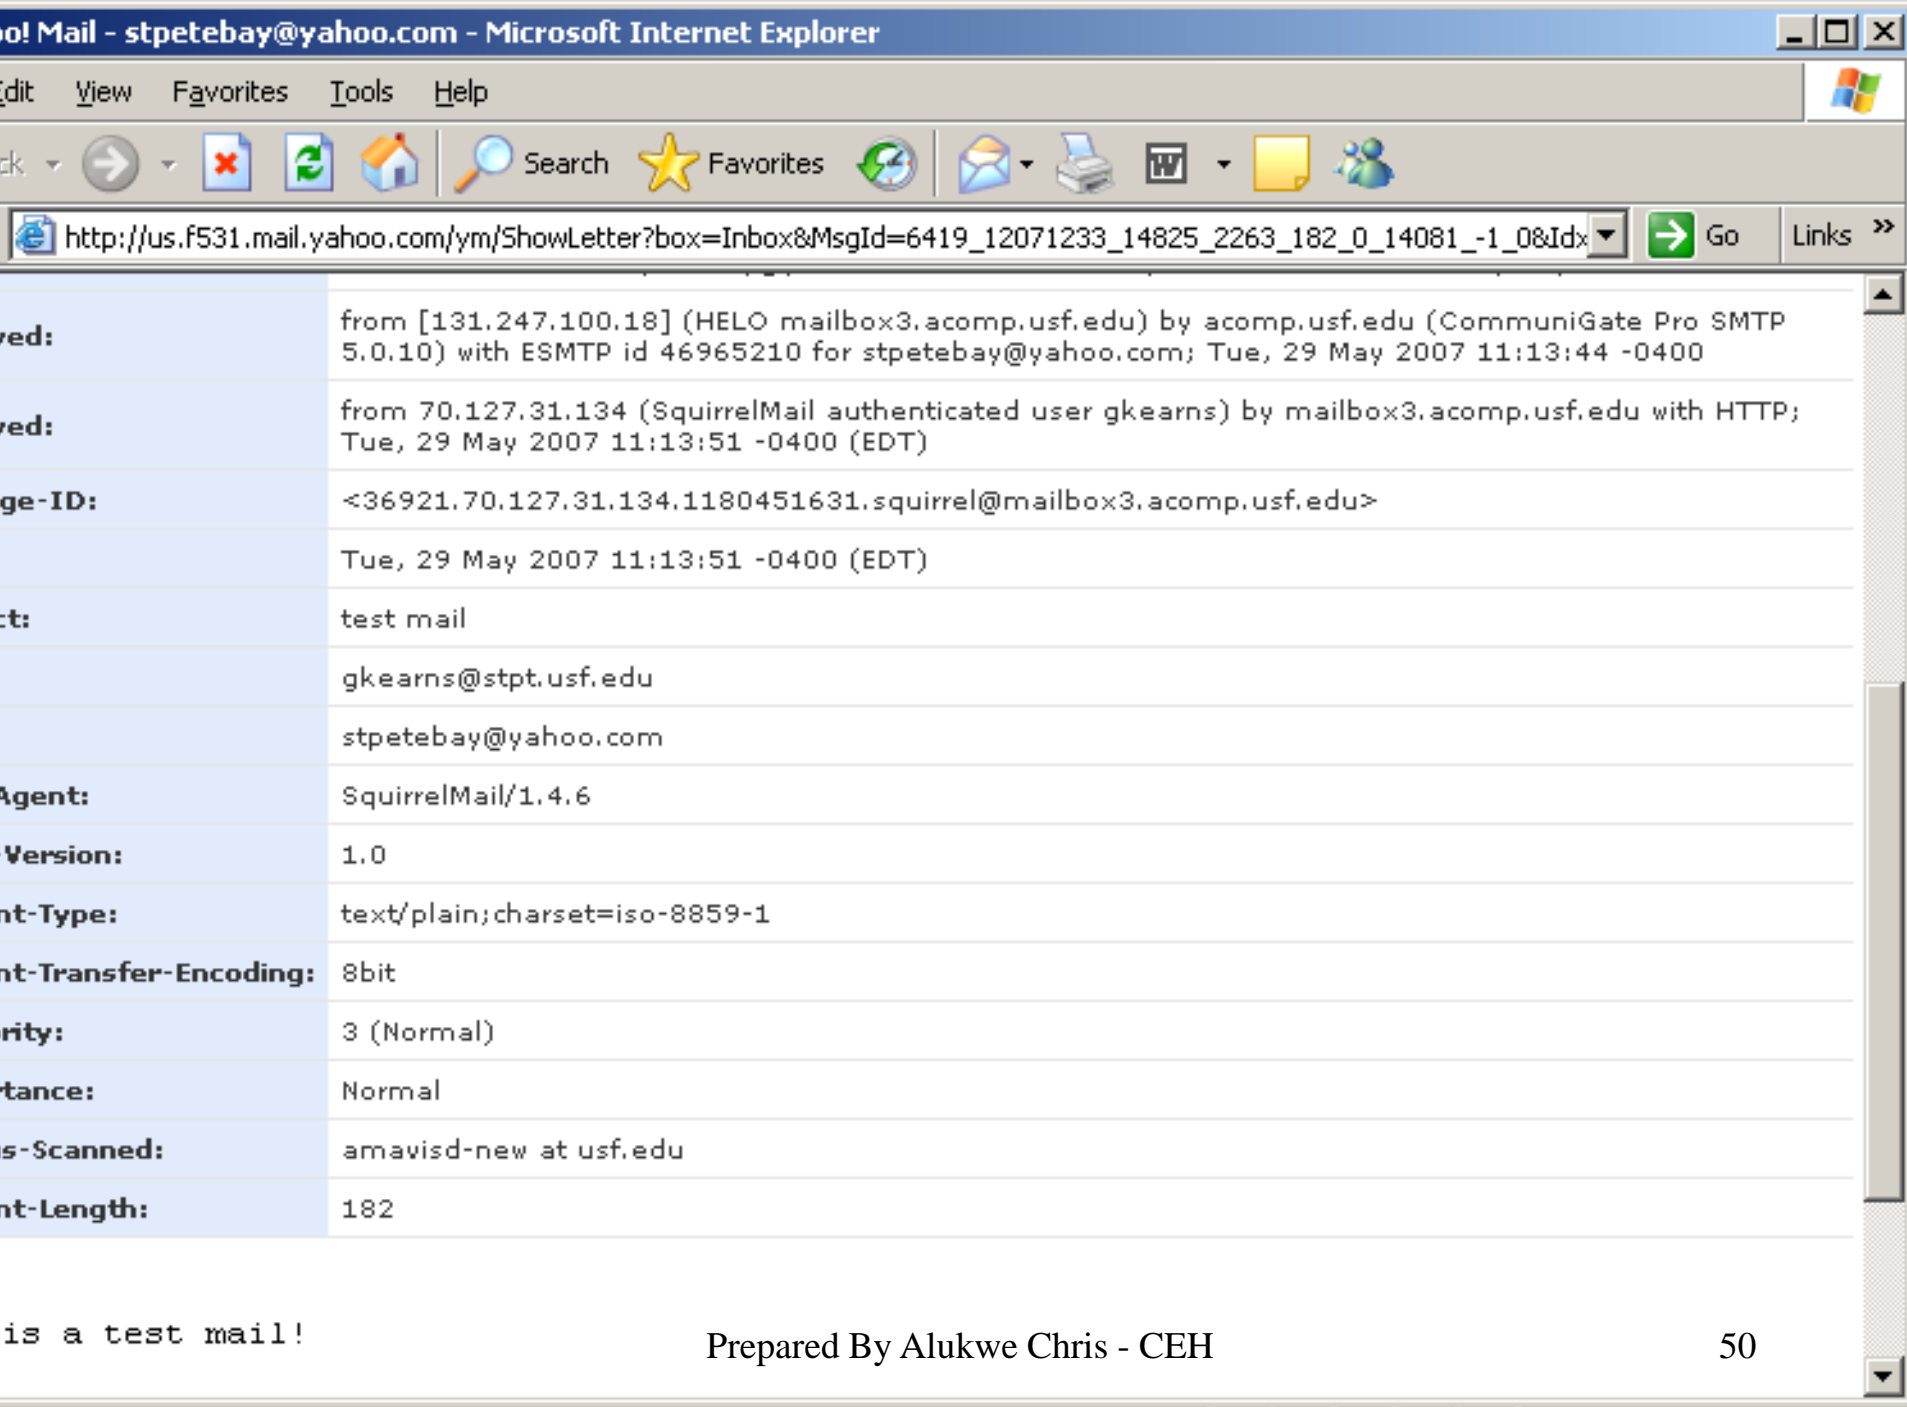 oo! Mail - stpetebay@yahoo.com - Microsoft Internet Explorer
Edit View Favorites Tools Help
ck Search Favorites
http://us.f531.mail.yahoo.com/ym/ShowLetter?box=Inbox&MsgId=6419_12071233_14825_2263_182_0_14081_-1_0&Idx Go Links »
ved: from [131.247.100.18] (HELO mailbox3.acomp.usf.edu) by acomp.usf.edu (CommuniGate Pro SMTP
5.0.10) with ESMTP id 46965210 for stpetebay@yahoo.com; Tue, 29 May 2007 11:13:44 -0400
ved: from 70.127.31.134 (SquirrelMail authenticated user gkearns) by mailbox3.acomp.usf.edu with HTTP;
Tue, 29 May 2007 11:13:51 -0400 (EDT)
ge-ID: <36921.70.127.31.134.1180451631.squirrel@mailbox3.acomp.usf.edu>
Tue, 29 May 2007 11:13:51 -0400 (EDT)
ct: test mail
gkearns@stpt.usf.edu
stpetebay@yahoo.com
Agent: SquirrelMail/1.4.6
-Version: 1.0
nt-Type: text/plain;charset=iso-8859-1
nt-Transfer-Encoding: 8bit
rity: 3 (Normal)
rtance: Normal
us-Scanned: amavisd-new at usf.edu
nt-Length: 182
is a test mail!
Prepared By Alukwe Chris - CEH 50